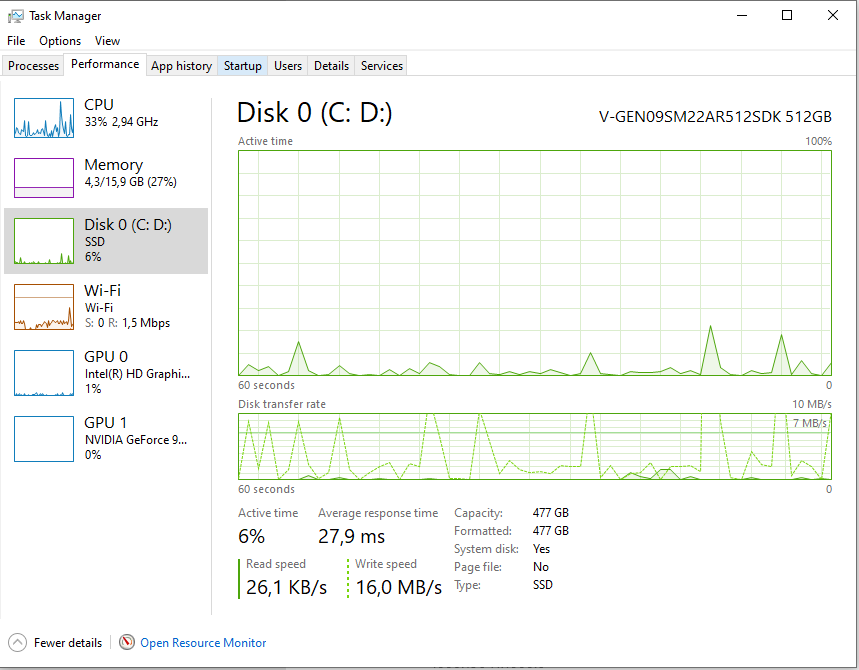 Task Manager
File Options View
Processes Performance App history Startup Users Details Services
CPU
33% 2,94 GHz
Memory
4,3/15,9 GB (27%)
Disk 0 (C: D:)
SSD
6%
Wi-Fi
Wi-Fi
S: 0 R: 1,5 Mbps
GPU 0
Intel(R) HD Graphi...
1%
GPU 1
NVIDIA GeForce 9...
0%
Disk 0 (C: D:) V-GEN09SM22AR512SDK 512GB
Active time 100%
60 seconds 0
Disk transfer rate 10 MB/s
7 MB/s
60 seconds 0
Active time Average response time
6% 27,9 ms
Read speed Write speed
26,1 KB/s 16,0 MB/s
Capacity: 477 GB
Formatted: 477 GB
System disk: Yes
Page file: No
Type: SSD
Fewer details Open Resource Monitor